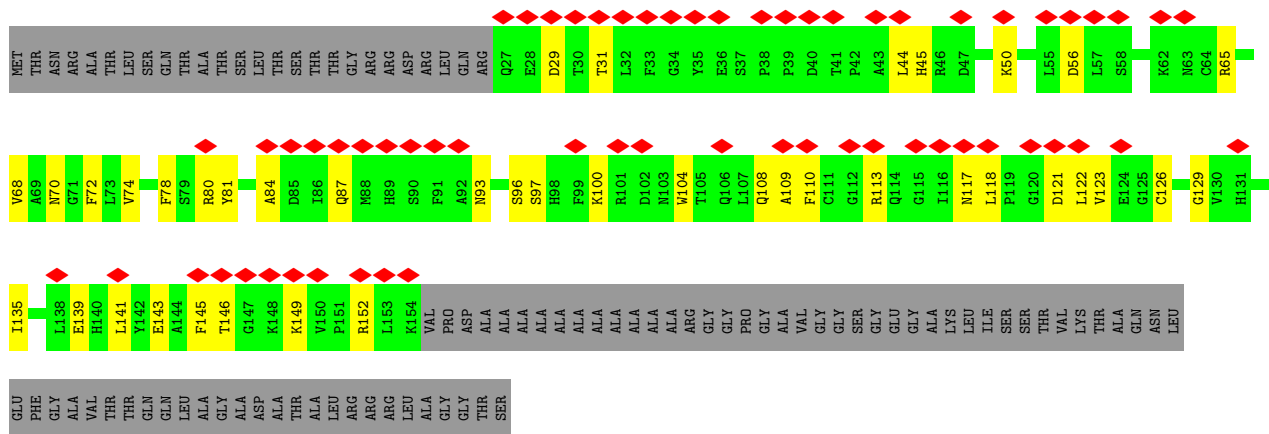 MET THR ASN ARG ALA THR LEU SER GLN THR ALA THR SER LEU THR SER THR THR GLY ARG ARG ASP ARG LEU GLN ARG Q27 E28 D29 T30 T31 L32 F33 G34 Y35 E36 S37 P38 P39 D40 T41 P42 A43 L44 H45 R46 D47 K50 L55 D56 L57 S58 K62 N63 C64 R65
V68 A69 N70 G71 F72 L73 V74 F78 S79 R80 Y81 A84 D85 I86 Q87 M88 H89 S90 F91 A92 N93 S96 S97 H98 F99 K100 R101 D102 N103 W104 T105 Q106 L107 Q108 A109 F110 C111 G112 R113 Q114 G115 I116 N117 L118 P119 G120 D121 L122 V123 E124 G125 C126 G129 V130 H131
I135 L138 E139 H140 L141 Y142 E143 A144 F145 T146 G147 K148 K149 V150 P151 R152 L153 K154 VAL PRO ASP ALA ALA ALA ALA ALA ALA ALA ALA ALA ALA ARG GLY GLY PRO GLY ALA VAL GLY GLY SER GLY GLU GLY ALA LYS LEU ILE SER SER THR VAL LYS THR ALA GLN ASN LEU
GLU PHE GLY ALA VAL THR THR GLN GLN LEU ALA GLY ALA ASP ALA THR ALA LEU ARG ARG ARG LEU ALA GLY GLY THR SER